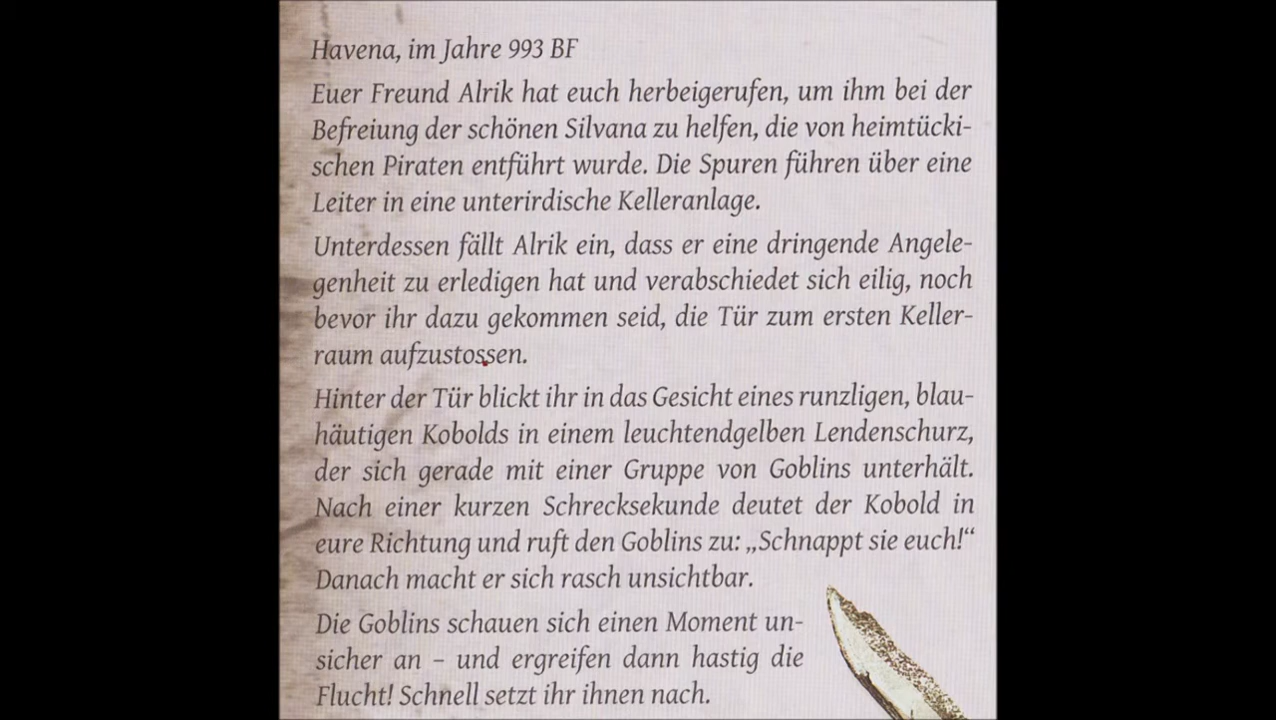 Havena, im Jahre 993 BF
Euer Freund Alrik hat euch herbeigerufen, um ihm bei der
Befreiung der schönen Silvana zu helfen, die von heimtücki-
schen Piraten entführt wurde. Die Spuren führen über eine
Leiter in eine unterirdische Kelleranlage.
Unterdessen fällt Alrik ein, dass er eine dringende Angele-
genheit zu erledigen hat und verabschiedet sich eilig, noch
bevor ihr dazu gekommen seid, die Tür zum ersten Keller-
raum aufzustossen.
Hinter der Tür blickt ihr in das Gesicht eines runzligen, blau-
häutigen Kobolds in einem leuchtendgelben Lendenschurz,
der sich gerade mit einer Gruppe von Goblins unterhält.
Nach einer kurzen Schrecksekunde deutet der Kobold in
eure Richtung und ruft den Goblins zu: „Schnappt sie euch!“
Danach macht er sich rasch unsichtbar.
Die Goblins schauen sich einen Moment un-
sicher an – und ergreifen dann hastig die
Flucht! Schnell setzt ihr ihnen nach.